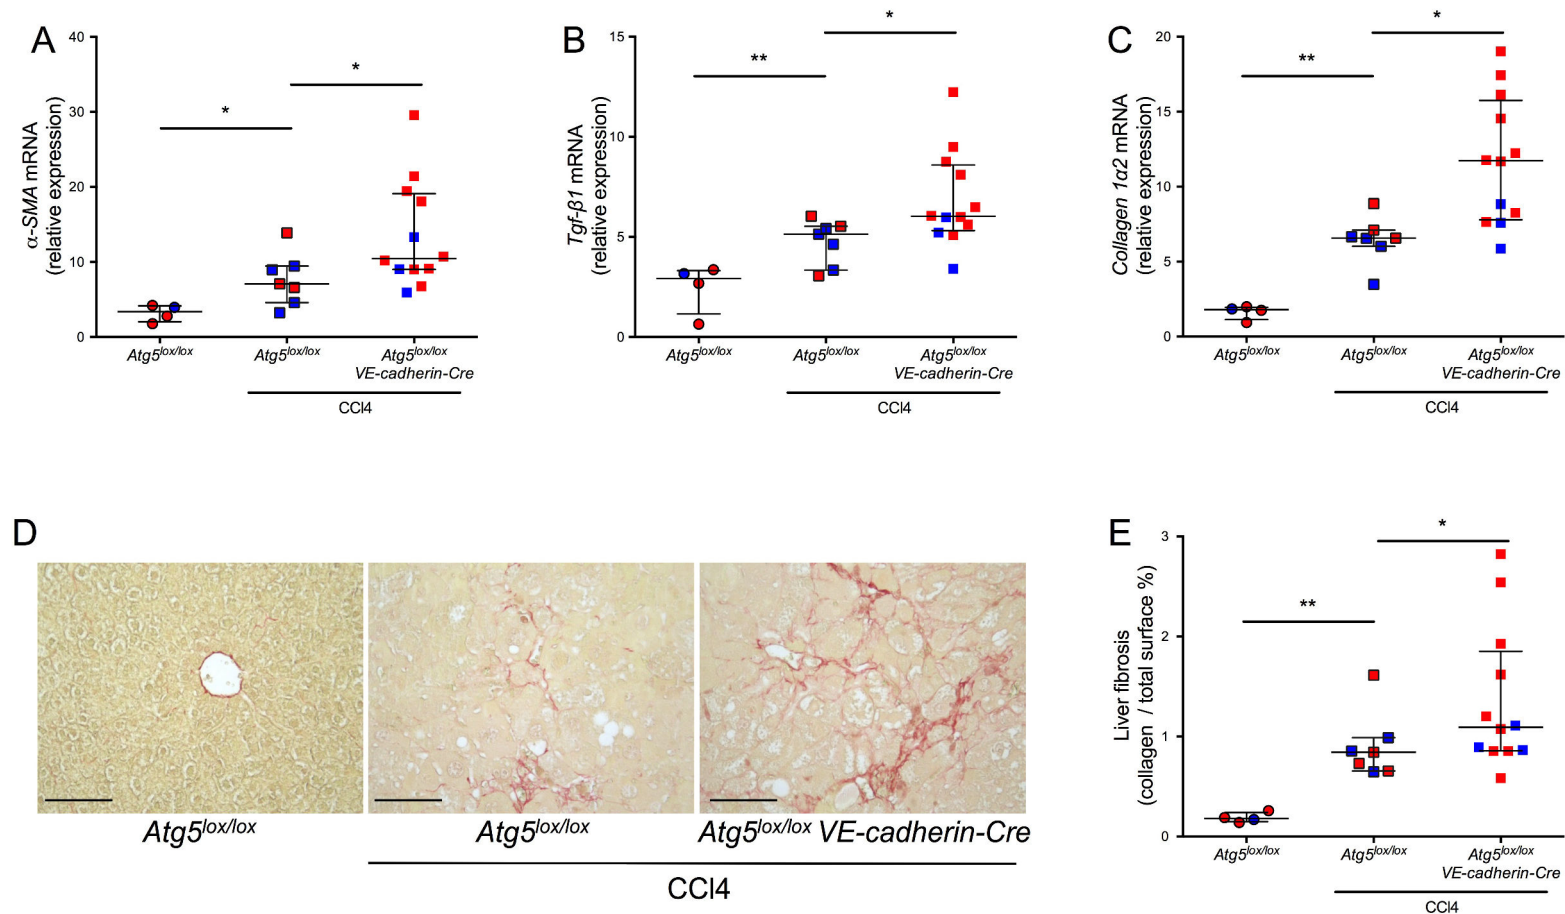 A
α-SMA mRNA
(relative expression)
40
30
20
10
0
*
*
Atg5lox/lox
Atg5lox/lox
Atg5lox/lox
VE-cadherin-Cre
CCl4
B
Tgf-β1 mRNA
(relative expression)
15
10
5
0
**
*
Atg5lox/lox
Atg5lox/lox
Atg5lox/lox
VE-cadherin-Cre
CCl4
C
Collagen 1α2 mRNA
(relative expression)
20
15
10
5
0
**
*
Atg5lox/lox
Atg5lox/lox
Atg5lox/lox
VE-cadherin-Cre
CCl4
D
Atg5lox/lox
Atg5lox/lox
Atg5lox/lox VE-cadherin-Cre
CCl4
E
Liver fibrosis
(collagen / total surface %)
3
2
1
0
**
*
Atg5lox/lox
Atg5lox/lox
Atg5lox/lox
VE-cadherin-Cre
CCl4